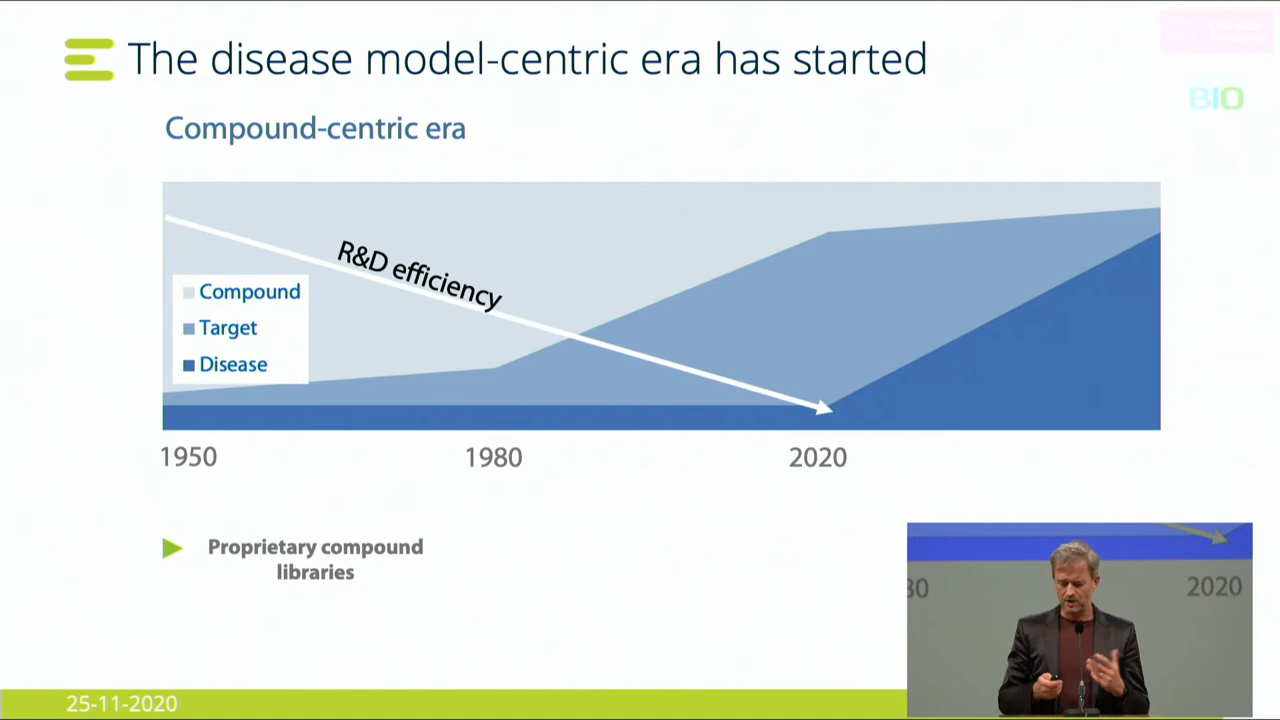 The disease model-centric era has started
BIO
Compound-centric era
R&D efficiency
Compound
Target
Disease
1950
1980
2020
Proprietary compound
libraries
80
2020
25-11-2020